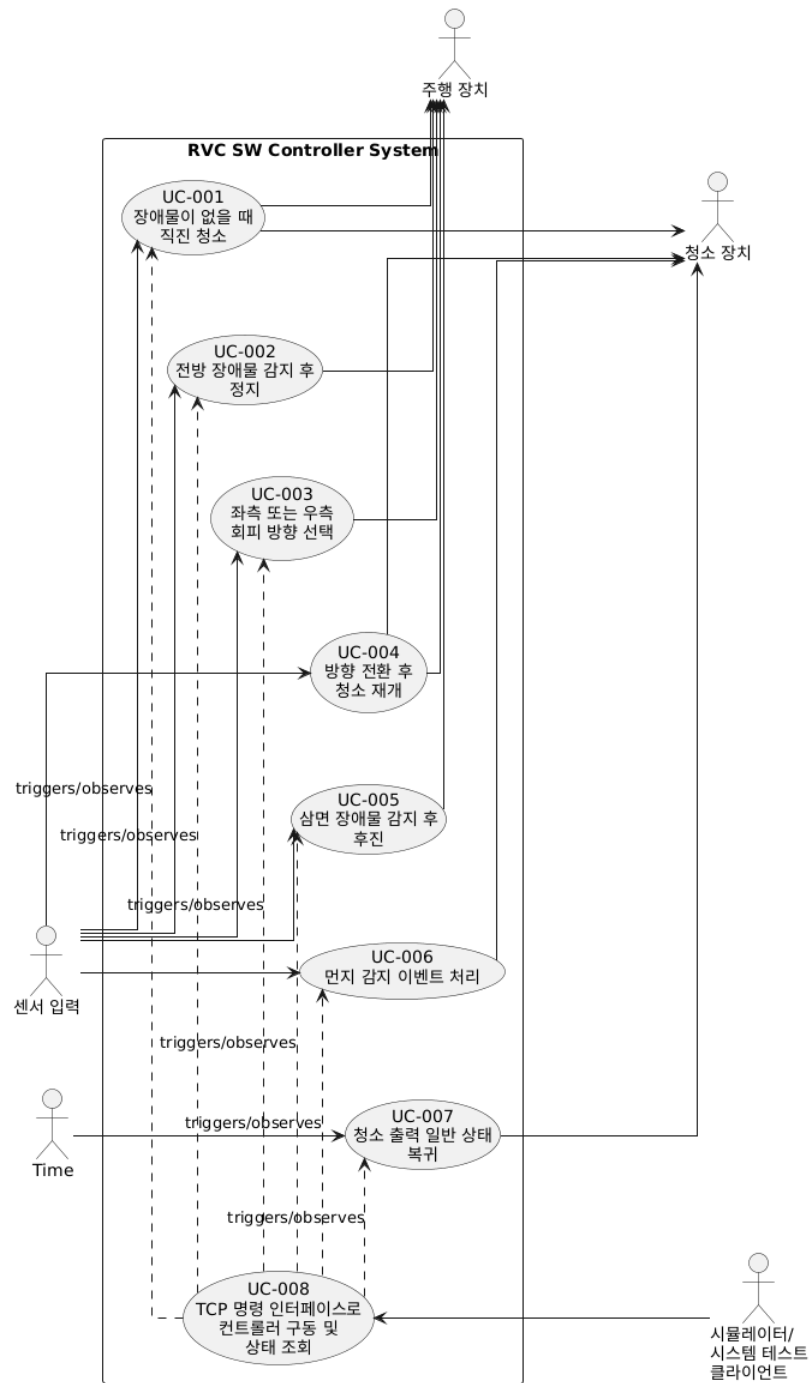 주행 장치
RVC SW Controller System
UC-001
장애물이 없을 때
직진 청소
청소 장치
UC-002
전방 장애물 감지 후
정지
UC-003
좌측 또는 우측
회피 방향 선택
UC-004
방향 전환 후
청소 재개
triggers/observes
UC-005
삼면 장애물 감지 후
후진
triggers/observes
triggers/observes
UC-006
먼지 감지 이벤트 처리
센서 입력
triggers/observes
UC-007
청소 출력 일반 상태
복귀
triggers/observes
Time
triggers/observes
UC-008
TCP 명령 인터페이스로
컨트롤러 구동 및
상태 조회
시뮬레이터/
시스템 테스트
클라이언트